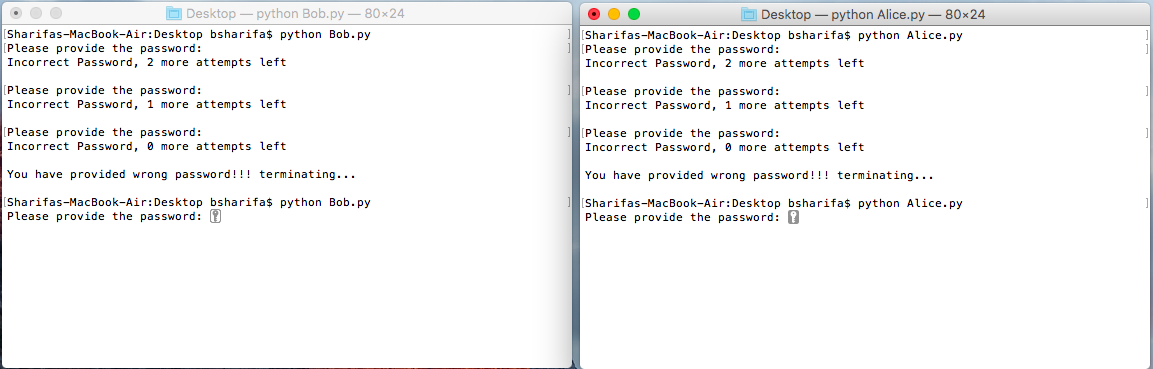 Desktop — python Bob.py — 80×24
[Sharifas-MacBook-Air:Desktop bsharifa$ python Bob.py ]
[Please provide the password: ]
Incorrect Password, 2 more attempts left
[Please provide the password: ]
Incorrect Password, 1 more attempts left
[Please provide the password: ]
Incorrect Password, 0 more attempts left
You have provided wrong password!!! terminating...
[Sharifas-MacBook-Air:Desktop bsharifa$ python Bob.py ]
Please provide the password:
Desktop — python Alice.py — 80×24
[Sharifas-MacBook-Air:Desktop bsharifa$ python Alice.py ]
[Please provide the password: ]
Incorrect Password, 2 more attempts left
[Please provide the password: ]
Incorrect Password, 1 more attempts left
[Please provide the password: ]
Incorrect Password, 0 more attempts left
You have provided wrong password!!! terminating...
[Sharifas-MacBook-Air:Desktop bsharifa$ python Alice.py ]
Please provide the password: